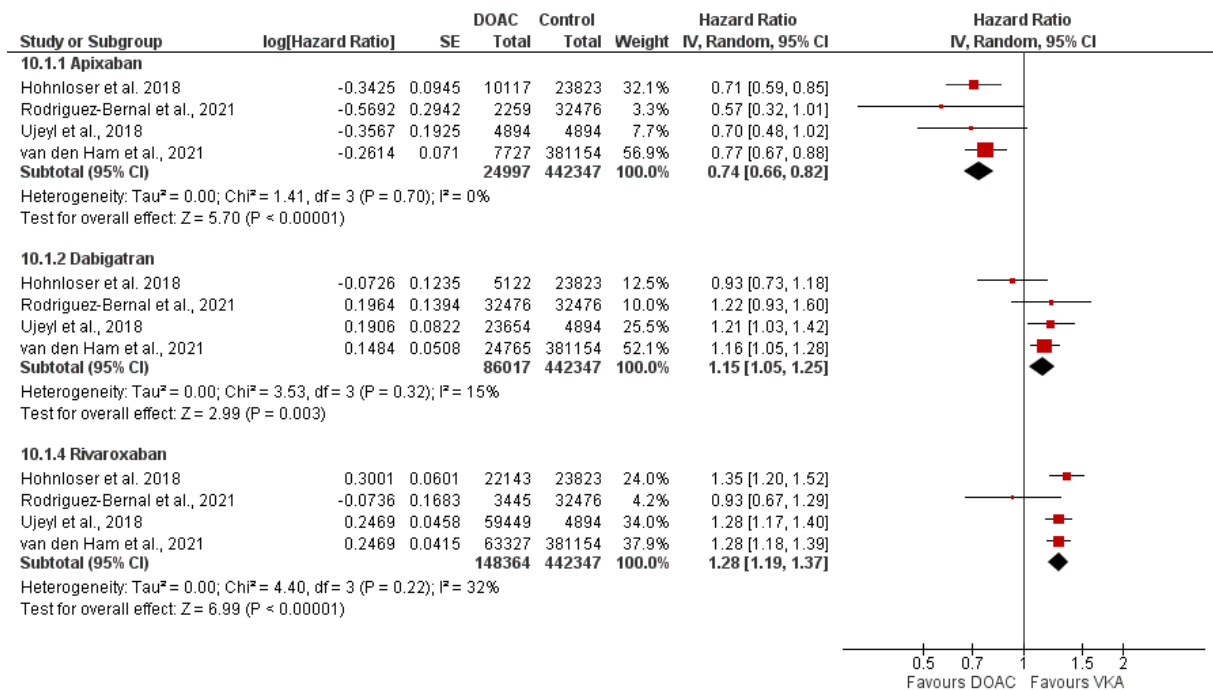 DOAC Control Hazard Ratio Hazard Ratio
Study or Subgroup log[Hazard Ratio] SE Total Total Weight IV, Random, 95% CI IV, Random, 95% CI
10.1.1 Apixaban
Hohnloser et al. 2018 -0.3425 0.0945 10117 23823 32.1% 0.71 [0.59, 0.85]
Rodriguez-Bernal et al., 2021 -0.5692 0.2942 2259 32476 3.3% 0.57 [0.32, 1.01]
Ujeyl et al., 2018 -0.3567 0.1925 4894 4894 7.7% 0.70 [0.48, 1.02]
van den Ham et al., 2021 -0.2614 0.071 7727 381154 56.9% 0.77 [0.67, 0.88]
Subtotal (95% CI) 24997 442347 100.0% 0.74 [0.66, 0.82]
Heterogeneity: Tau² = 0.00; Chi² = 1.41, df = 3 (P = 0.70); I² = 0%
Test for overall effect: Z = 5.70 (P < 0.00001)
10.1.2 Dabigatran
Hohnloser et al. 2018 -0.0726 0.1235 5122 23823 12.5% 0.93 [0.73, 1.18]
Rodriguez-Bernal et al., 2021 0.1964 0.1394 32476 32476 10.0% 1.22 [0.93, 1.60]
Ujeyl et al., 2018 0.1906 0.0822 23654 4894 25.5% 1.21 [1.03, 1.42]
van den Ham et al., 2021 0.1484 0.0508 24765 381154 52.1% 1.16 [1.05, 1.28]
Subtotal (95% CI) 86017 442347 100.0% 1.15 [1.05, 1.25]
Heterogeneity: Tau² = 0.00; Chi² = 3.53, df = 3 (P = 0.32); I² = 15%
Test for overall effect: Z = 2.99 (P = 0.003)
10.1.4 Rivaroxaban
Hohnloser et al. 2018 0.3001 0.0601 22143 23823 24.0% 1.35 [1.20, 1.52]
Rodriguez-Bernal et al., 2021 -0.0736 0.1683 3445 32476 4.2% 0.93 [0.67, 1.29]
Ujeyl et al., 2018 0.2469 0.0458 59449 4894 34.0% 1.28 [1.17, 1.40]
van den Ham et al., 2021 0.2469 0.0415 63327 381154 37.9% 1.28 [1.18, 1.39]
Subtotal (95% CI) 148364 442347 100.0% 1.28 [1.19, 1.37]
Heterogeneity: Tau² = 0.00; Chi² = 4.40, df = 3 (P = 0.22); I² = 32%
Test for overall effect: Z = 6.99 (P < 0.00001)
0.5 0.7 1 1.5 2
Favours DOAC Favours VKA